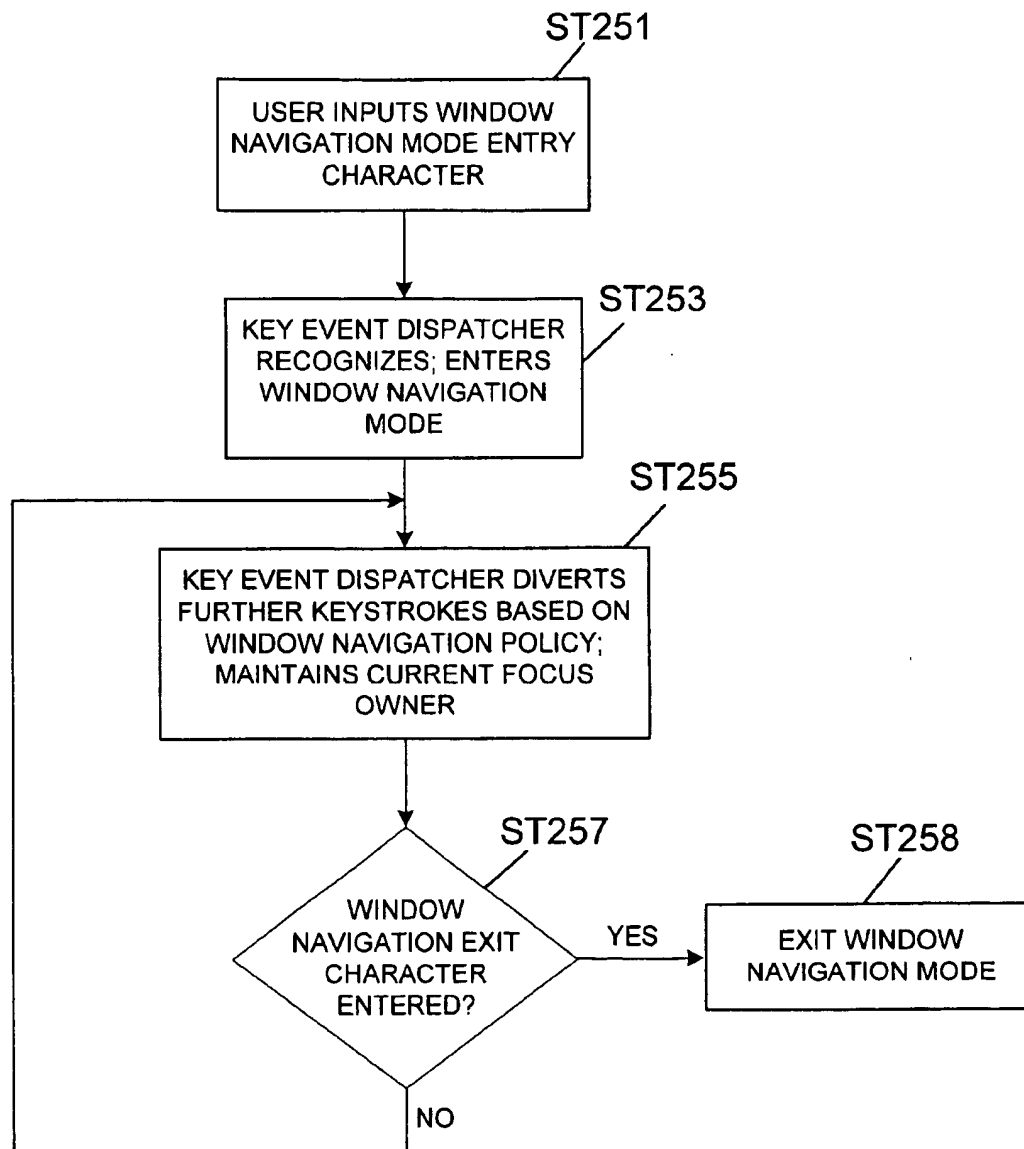 ST251
USER INPUTS WINDOW
NAVIGATION MODE ENTRY
CHARACTER
ST253
KEY EVENT DISPATCHER
RECOGNIZES; ENTERS
WINDOW NAVIGATION
MODE
ST255
KEY EVENT DISPATCHER DIVERTS
FURTHER KEYSTROKES BASED ON
WINDOW NAVIGATION POLICY;
MAINTAINS CURRENT FOCUS
OWNER
ST257
WINDOW
NAVIGATION EXIT
CHARACTER
ENTERED?
YES
ST258
EXIT WINDOW
NAVIGATION MODE
NO